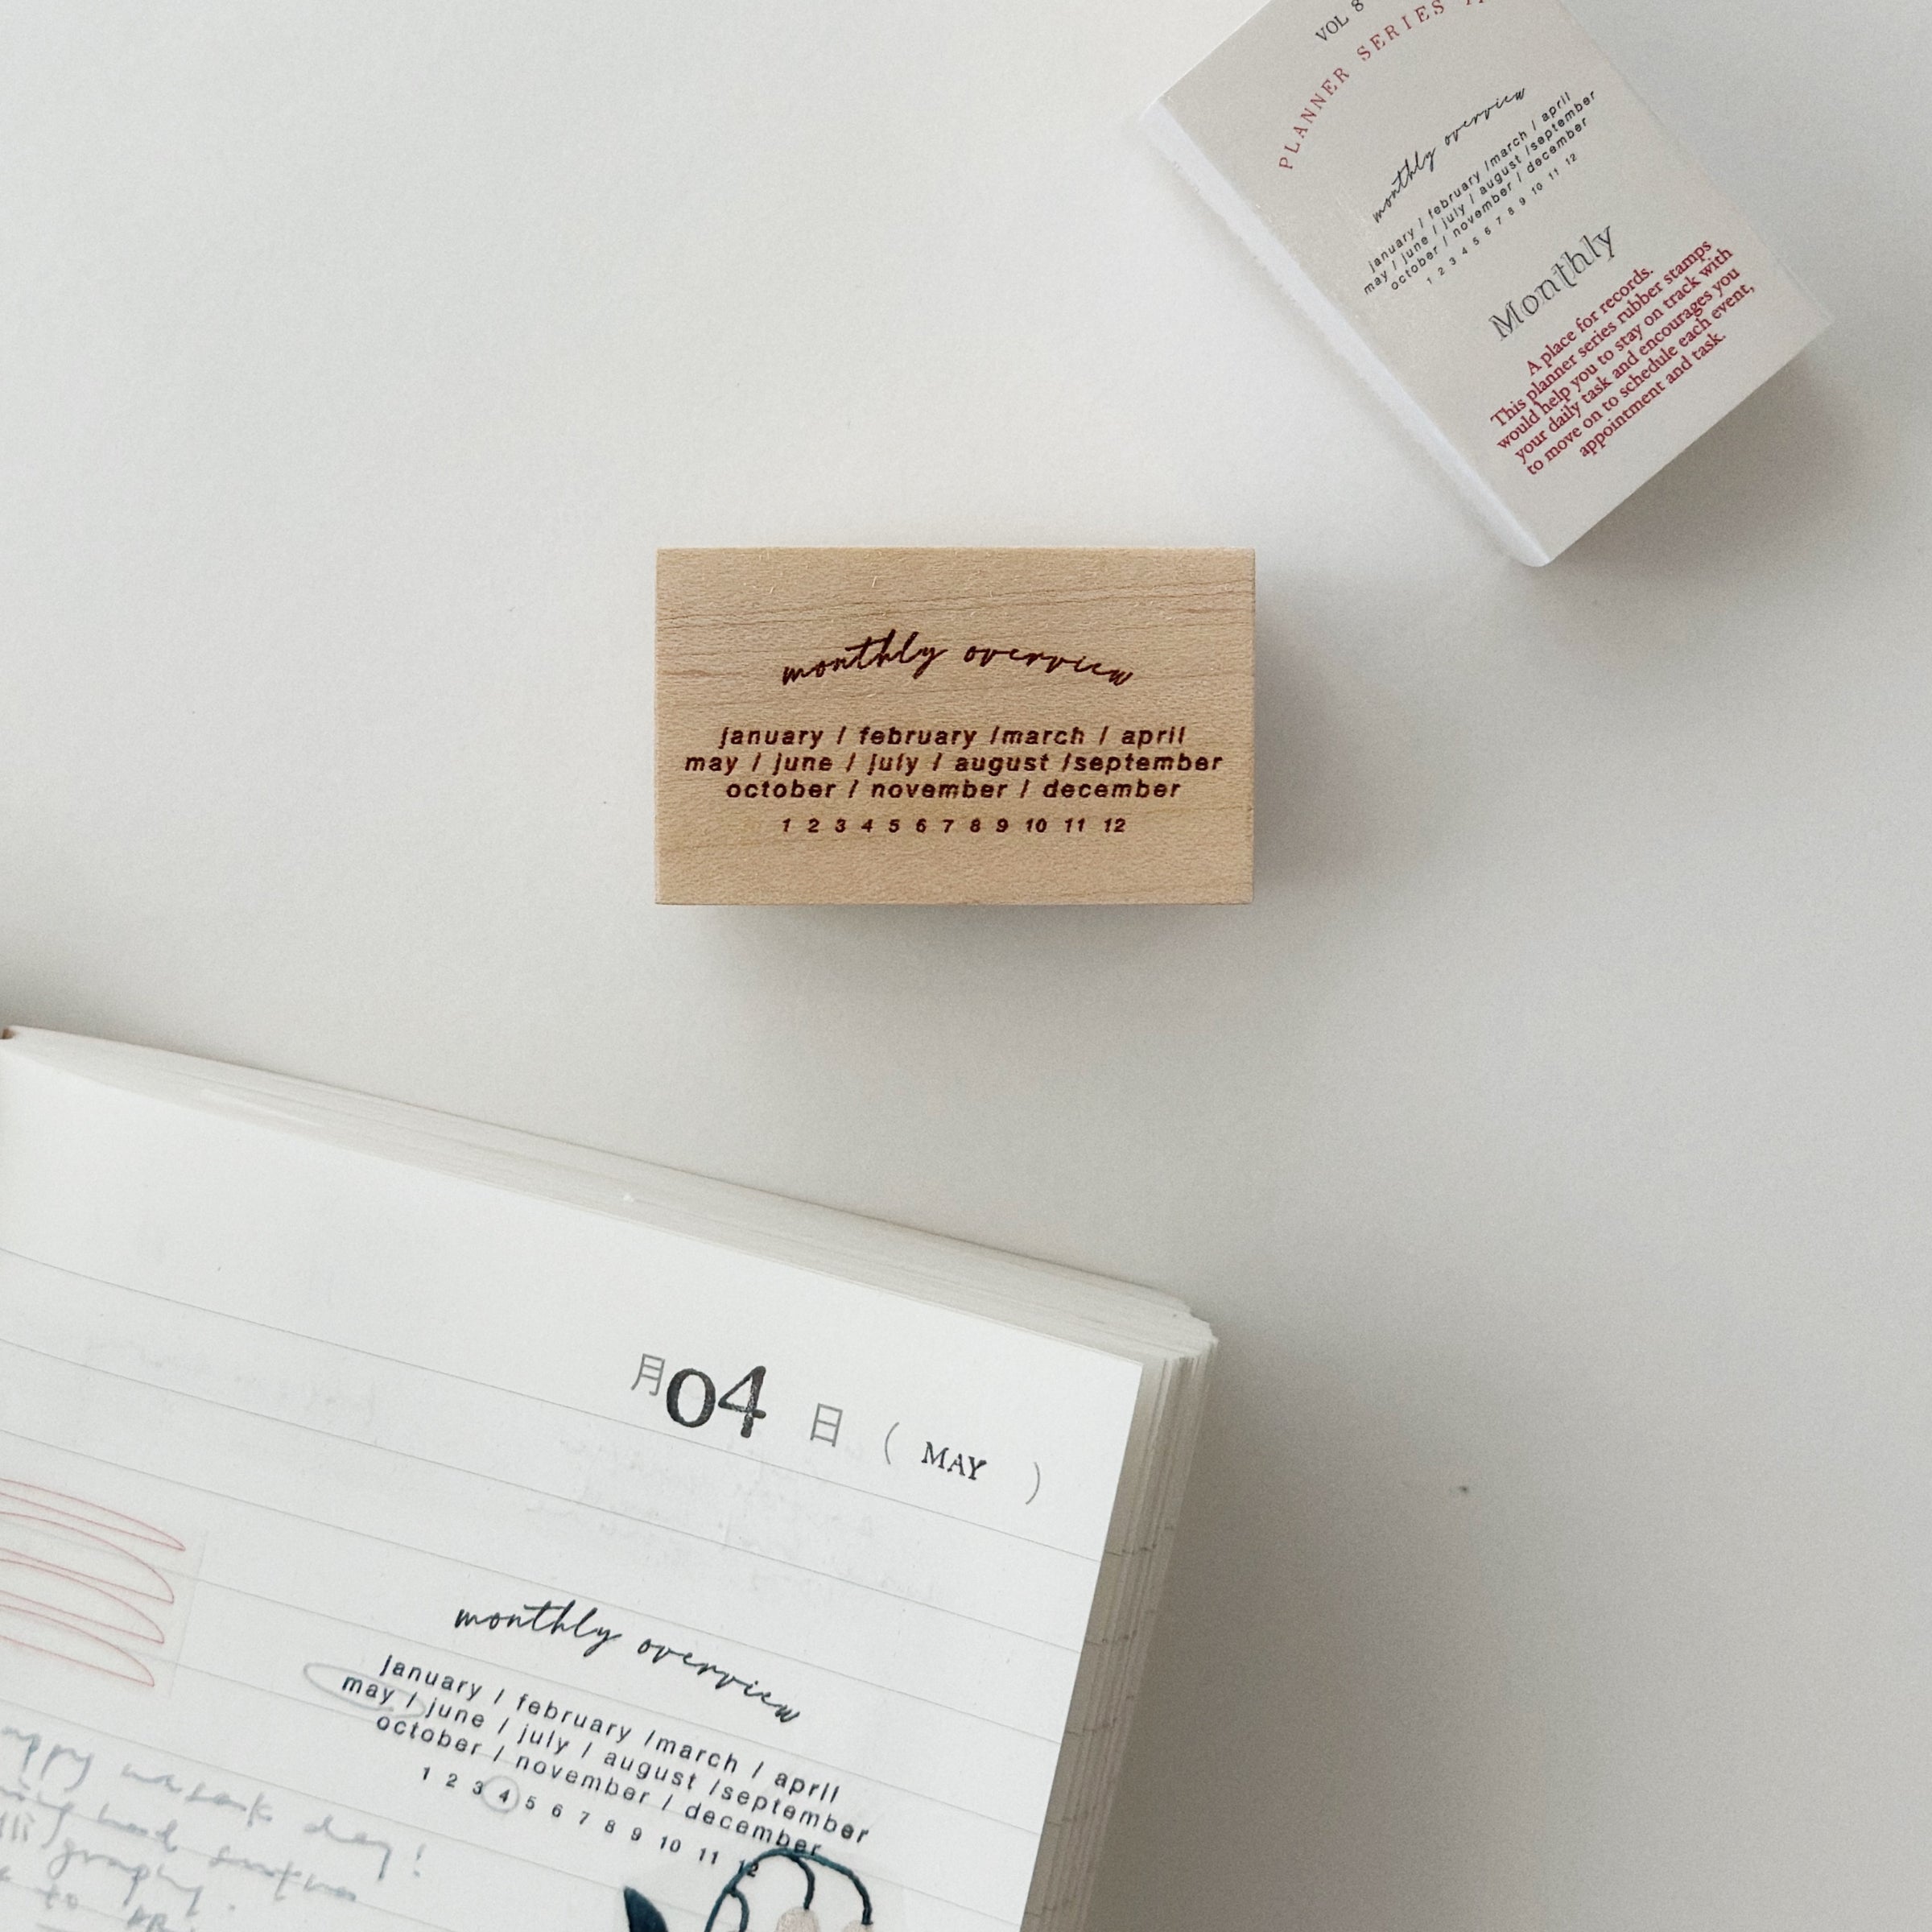 VOL 8
PLANNER SERIES
monthly overview
january / february /march / april
may / june / july / august /september
october / november / december
1 2 3 4 5 6 7 8 9 10 11 12
Monthly
A place for records.
This planner series rubber stamps
would help you to stay on track with
your daily task and encourages you
to move on to schedule each event,
appointment and task.
monthly overview
january / february /march / april
may / june / july / august /september
october / november / december
1 2 3 4 5 6 7 8 9 10 11 12
月04 日 ( MAY )
monthly overview
january / february /march / april
may / june / july / august /september
october / november / december
1 2 3 4 5 6 7 8 9 10 11 12
day!